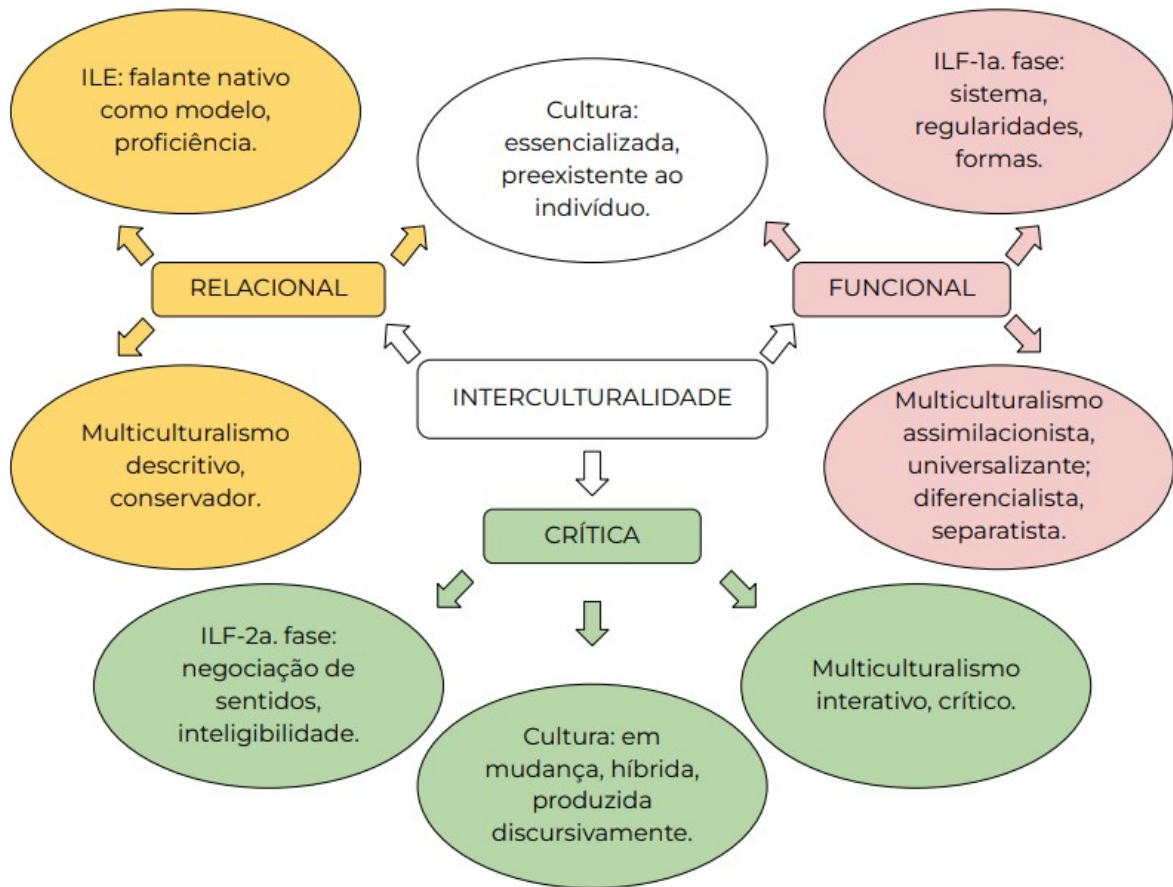 ILE: falante nativo
como modelo,
proficiência.
Cultura:
essencializada,
preexistente ao
indivíduo.
ILF-1a. fase:
sistema,
regularidades,
formas.
RELACIONAL
FUNCIONAL
INTERCULTURALIDADE
Multiculturalismo
descritivo,
conservador.
Multiculturalismo
assimilacionista,
universalizante;
diferencialista,
separatista.
CRÍTICA
ILF-2a. fase:
negociação de
sentidos,
inteligibilidade.
Cultura: em
mudança, híbrida,
produzida
discursivamente.
Multiculturalismo
interativo, crítico.